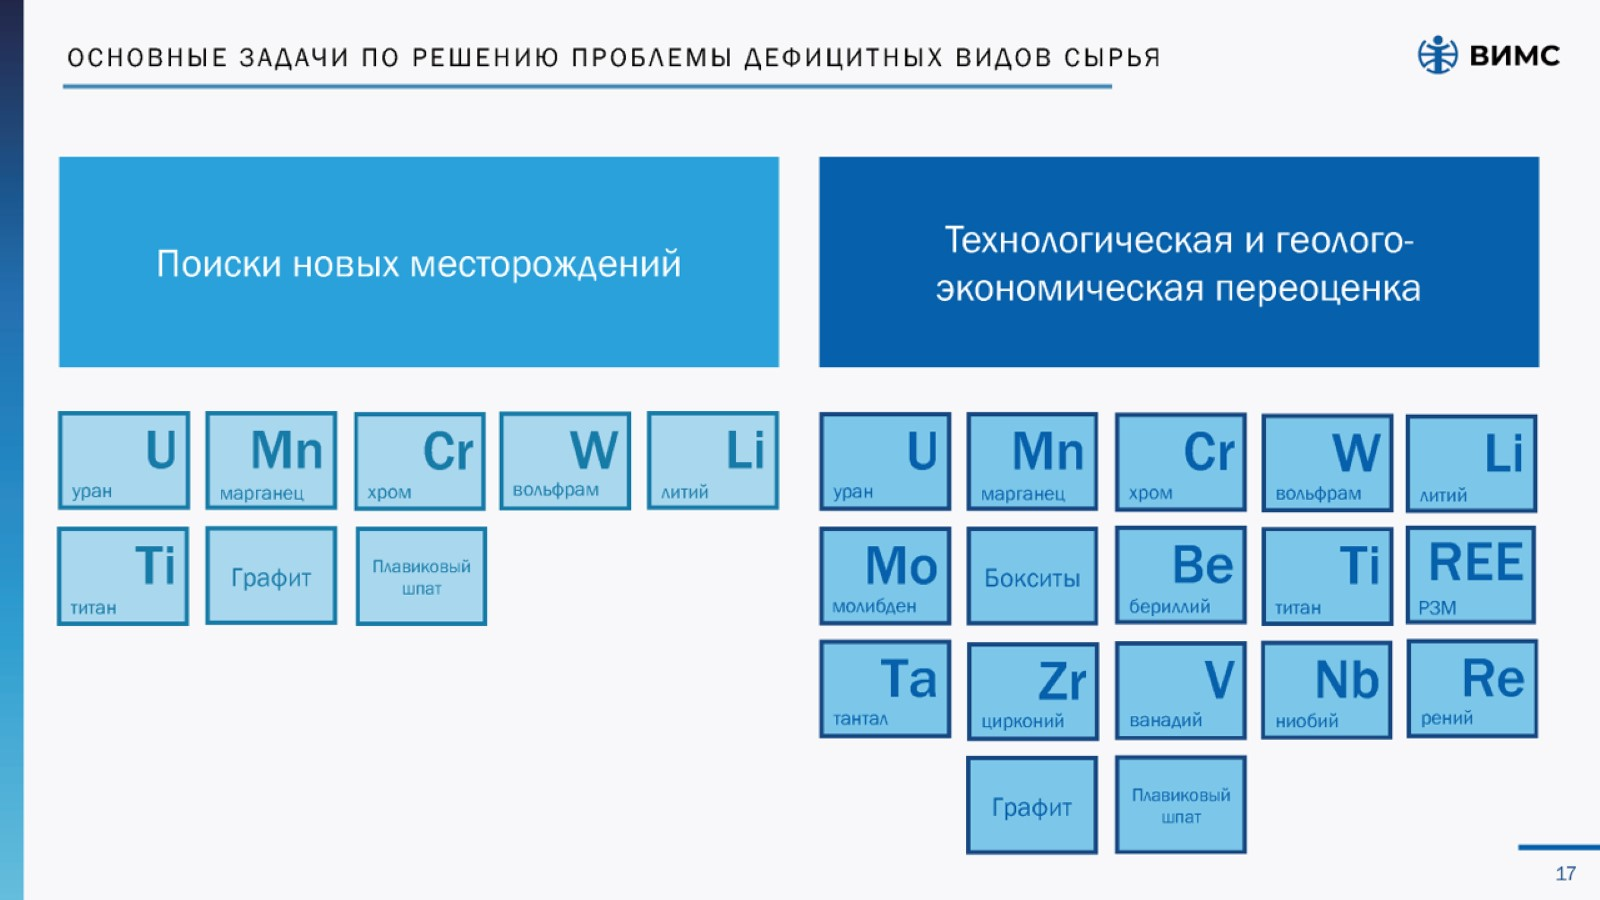 ОСНОВНЫЕ ЗАДАЧИ ПО РЕШЕНИЮ ПРОБЛЕМЫ ДЕФИЦИТНЫХ ВИДОВ СЫРЬЯ
ВИМС
Поиски новых месторождений
U
уран
Mn
марганец
Cr
хром
W
вольфрам
Li
литий
Ti
титан
Графит
Плавиковый
шпат
Технологическая и геолого-
экономическая переоценка
U
уран
Mn
марганец
Cr
хром
W
вольфрам
Li
литий
Mo
молибден
Бокситы
Be
бериллий
Ti
титан
REE
РЗМ
Ta
тантал
Zr
цирконий
V
ванадий
Nb
ниобий
Re
рений
Графит
Плавиковый
шпат
17